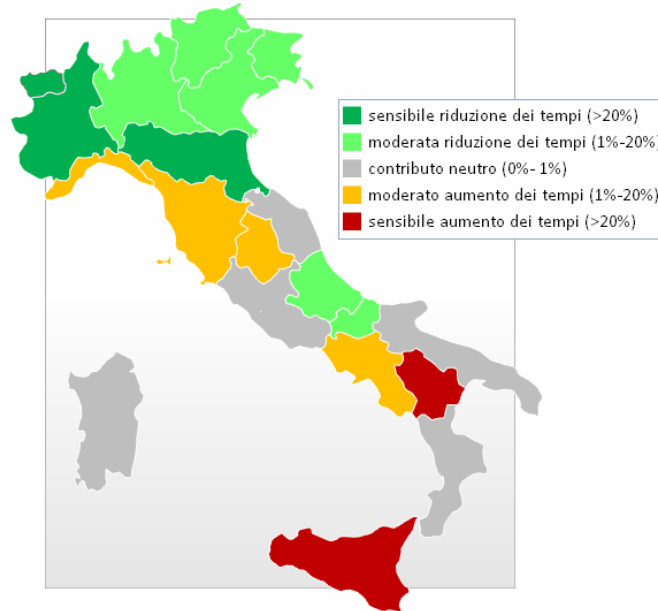 sensibile riduzione dei tempi (>20%)
moderata riduzione dei tempi (1%-20%)
contributo neutro (0%- 1%)
moderato aumento dei tempi (1%-20%)
sensibile aumento dei tempi (>20%)